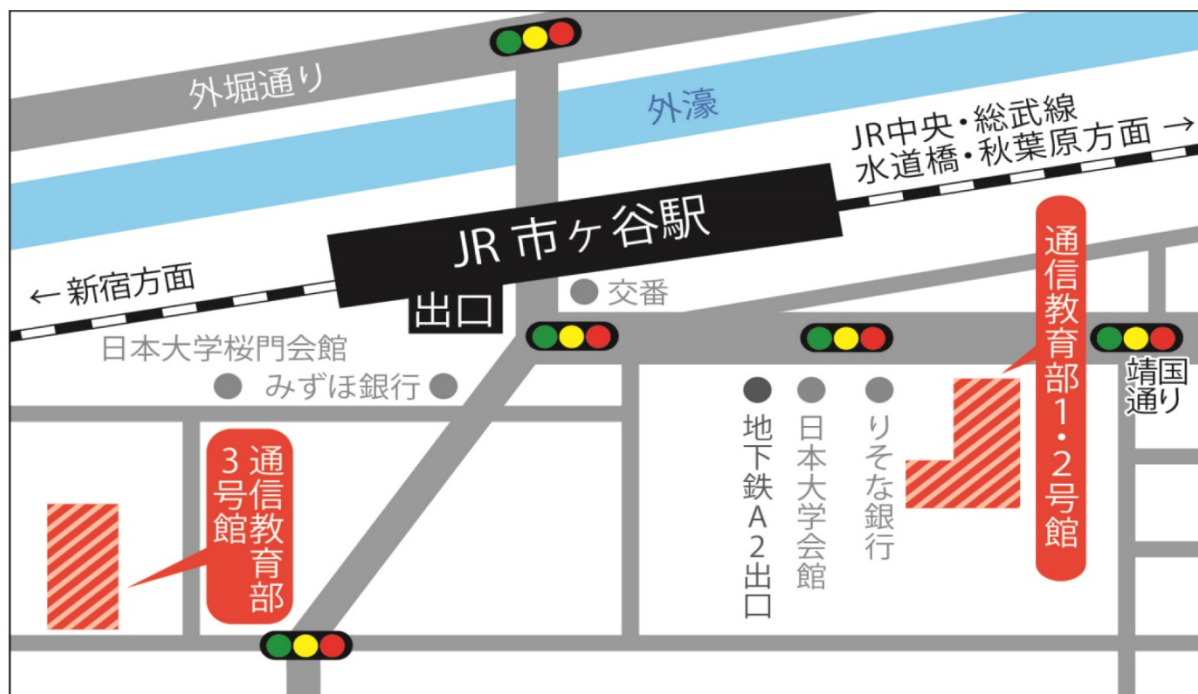 外堀通り
外濠
JR中央・総武線
水道橋・秋葉原方面 →
JR 市ヶ谷駅
← 新宿方面
出口
交番
日本大学桜門会館
みずほ銀行
通信教育部1・2号館
靖国
通り
地下鉄A2出口
日本大学会館
りそな銀行
通信教育部
3号館